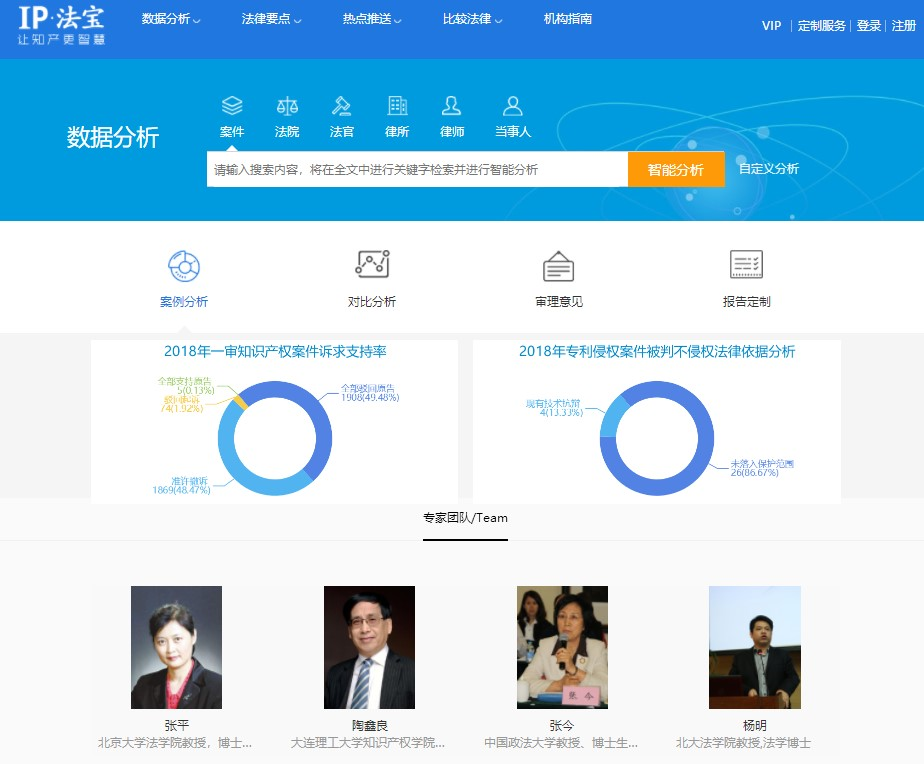 IP·法宝
让知产更智慧
数据分析 法律要点 热点推送 比较法律 机构指南
VIP | 定制服务 | 登录 | 注册
数据分析
案件 法院 法官 律所 律师 当事人
请输入搜索内容，将在全文中进行关键字检索并进行智能分析
智能分析 自定义分析
案例分析 对比分析 审理意见 报告定制
2018年一审知识产权案件诉求支持率
全部支持原告
5(0.13%)
驳回起诉
74(1.92%)
全部驳回原告
1908(49.48%)
准许撤诉
1869(48.47%)
2018年专利侵权案件被判不侵权法律依据分析
现有技术抗辩
4(13.33%)
未落入保护范围
26(86.67%)
专家团队/Team
张今
张平 陶鑫良 张今 杨明
北京大学法学院教授，博士... 大连理工大学知识产权学院... 中国政法大学教授、博士生... 北大法学院教授,法学博士